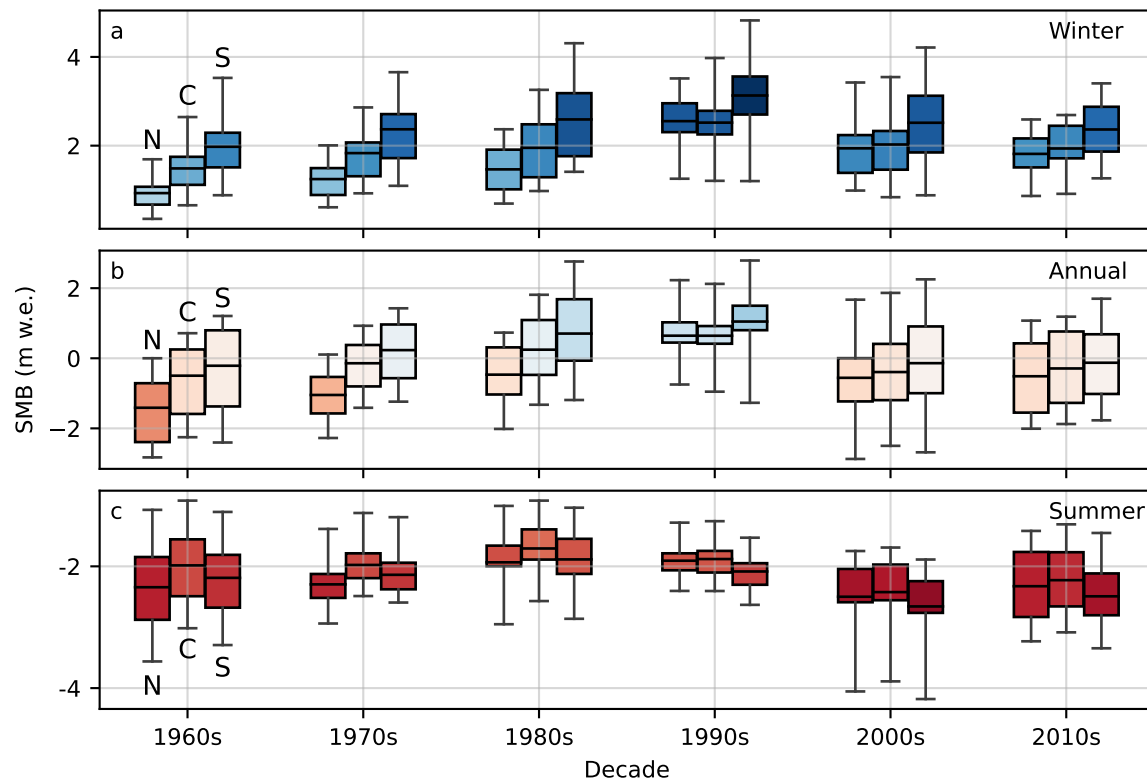 a
Winter
N
C
S
4
2
b
Annual
N
C
S
2
0
−2
SMB (m w.e.)
c
Summer
N
C
S
-2
-4
1960s 1970s 1980s 1990s 2000s 2010s
Decade